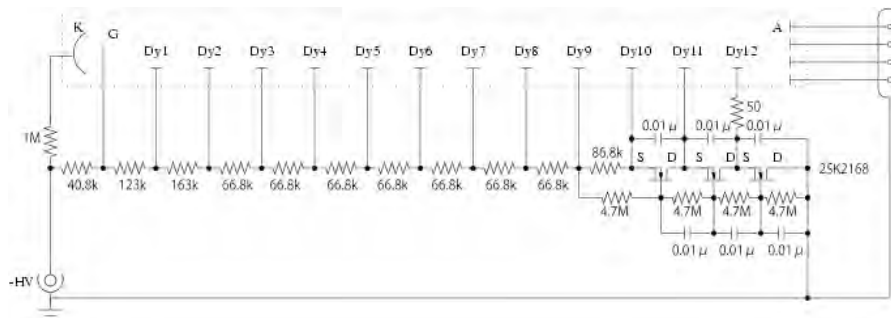 K G Dy1 Dy2 Dy3 Dy4 Dy5 Dy6 Dy7 Dy8 Dy9 Dy10 Dy11 Dy12 A
50
0.01μ 0.01μ 0.01μ
1M
86.8k S D S D S D 2SK2168
40.8k 123k 163k 66.8k 66.8k 66.8k 66.8k 66.8k 66.8k 66.8k
4.7M 4.7M 4.7M 4.7M
0.01μ 0.01μ 0.01μ
-HV